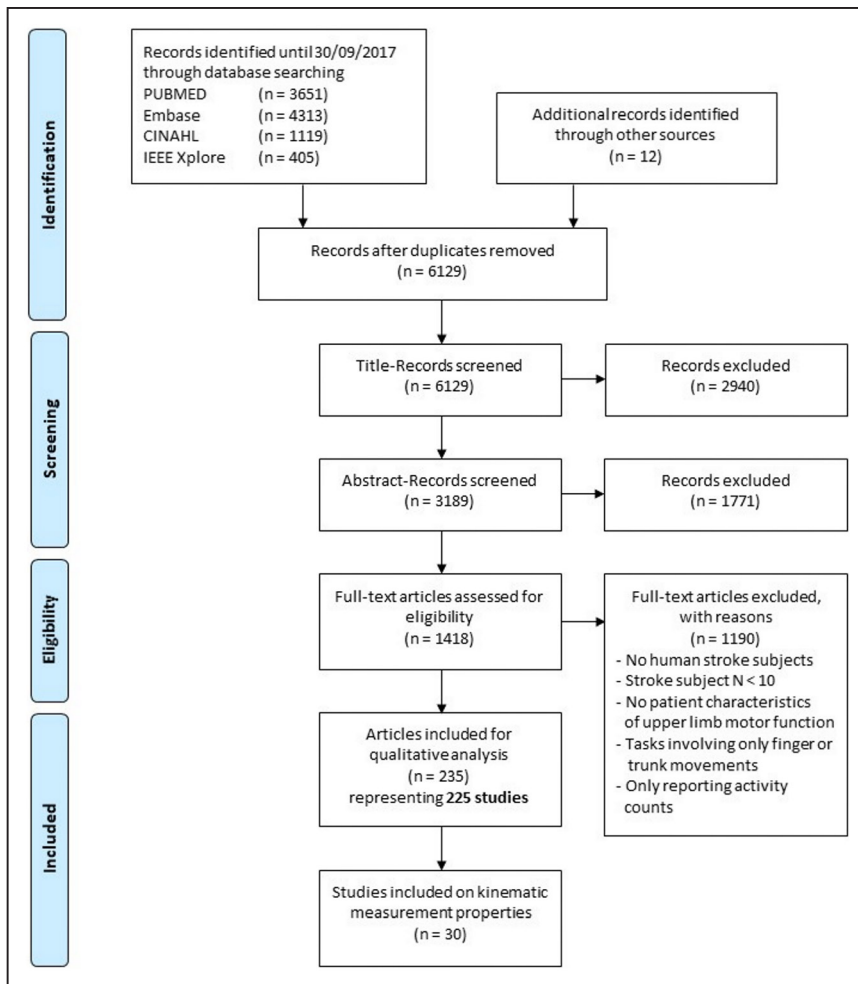 Identification
Records identified until 30/09/2017
through database searching
PUBMED (n = 3651)
Embase (n = 4313)
CINAHL (n = 1119)
IEEE Xplore (n = 405)
Additional records identified
through other sources
(n = 12)
Records after duplicates removed
(n = 6129)
Screening
Title-Records screened
(n = 6129)
Records excluded
(n = 2940)
Abstract-Records screened
(n = 3189)
Records excluded
(n = 1771)
Eligibility
Full-text articles assessed for
eligibility
(n = 1418)
Full-text articles excluded,
with reasons
(n = 1190)
- No human stroke subjects
- Stroke subject N < 10
- No patient characteristics
of upper limb motor function
- Tasks involving only finger or
trunk movements
- Only reporting activity
counts
Included
Articles included for
qualitative analysis
(n = 235)
representing 225 studies
Studies included on kinematic
measurement properties
(n = 30)